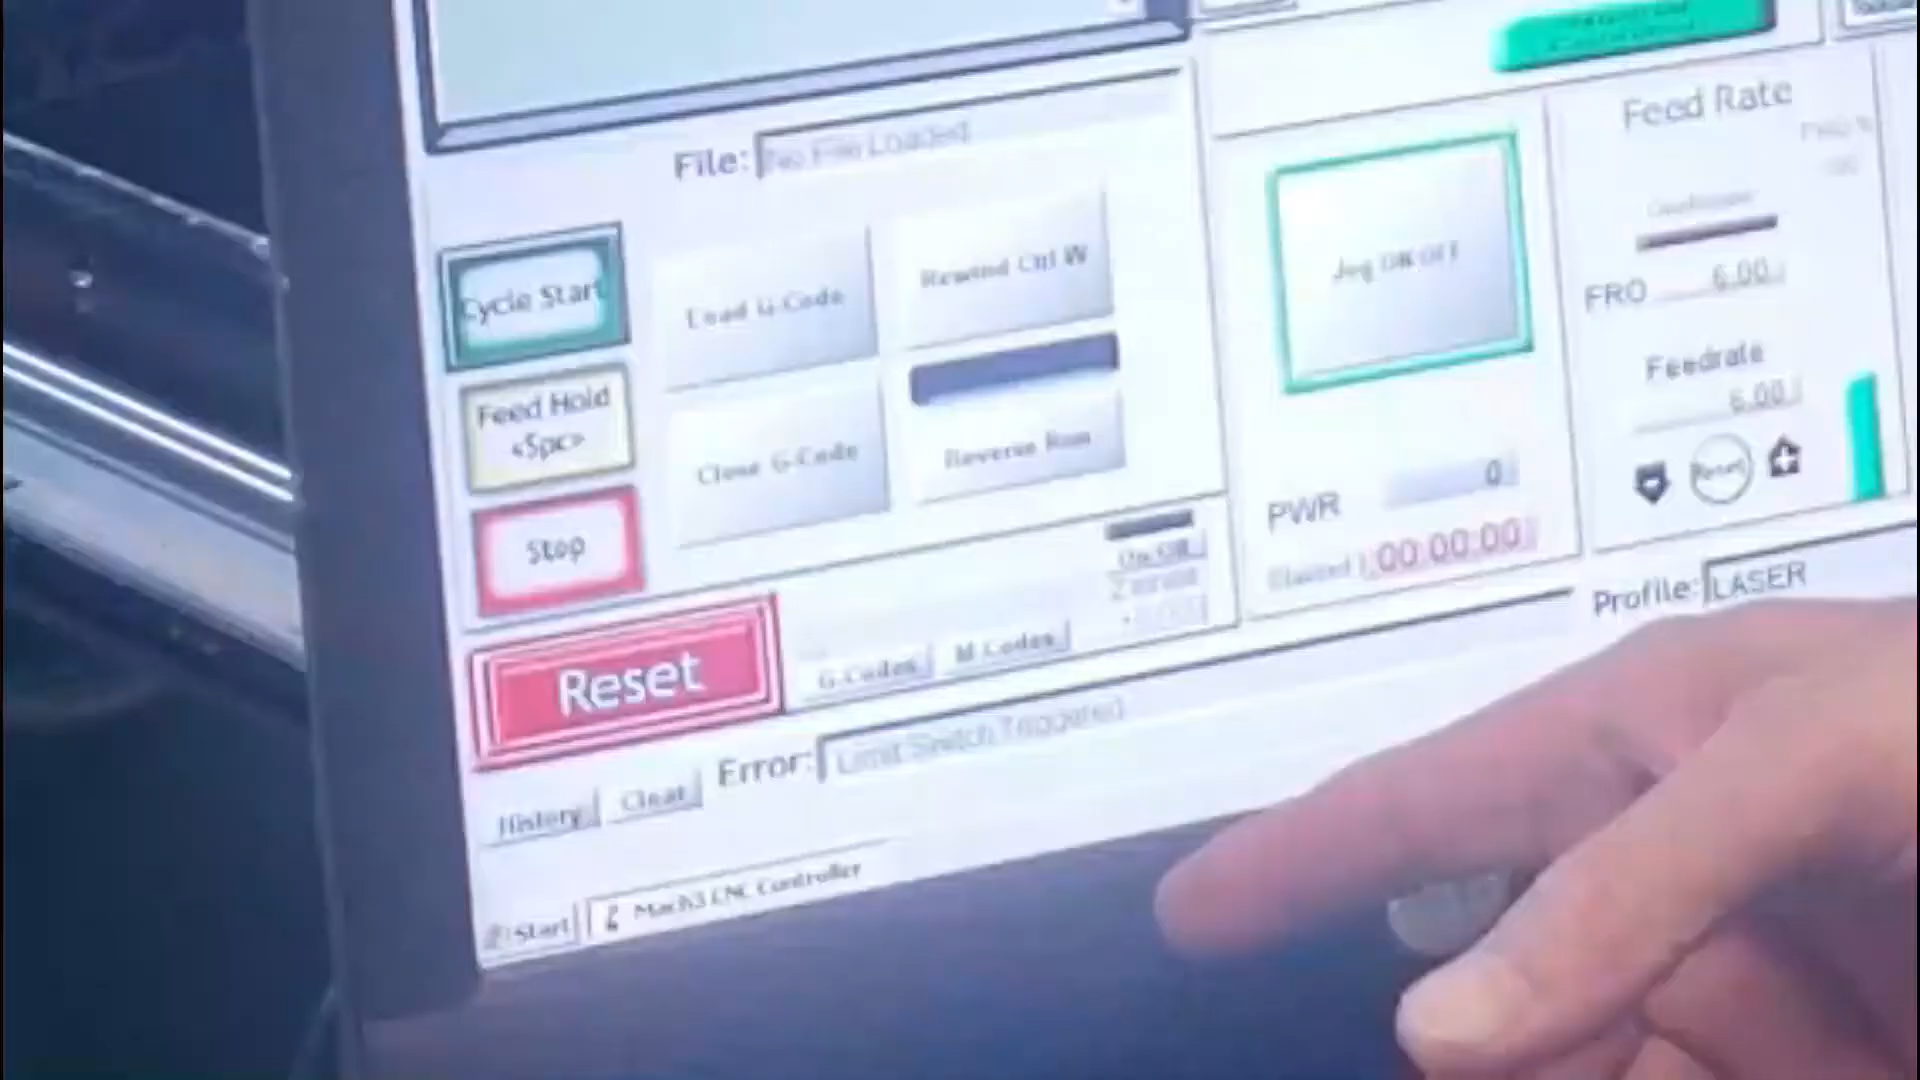 File: No File Loaded
Cycle Start
Load G-Code
Rewind Ctrl W
Feed Hold
<Spc>
Close G-Code
Reverse Run
Stop
Reset
G-Codes
M-Codes
On/Off
Error: Limit Switch Triggered
History
Clear
Start
Mach3 CNC Controller
Jog ON/OFF
PWR 0
Elapsed 00:00:00
Feed Rate
FRO 6.00
Feedrate
6.00
Reset
Profile: LASER